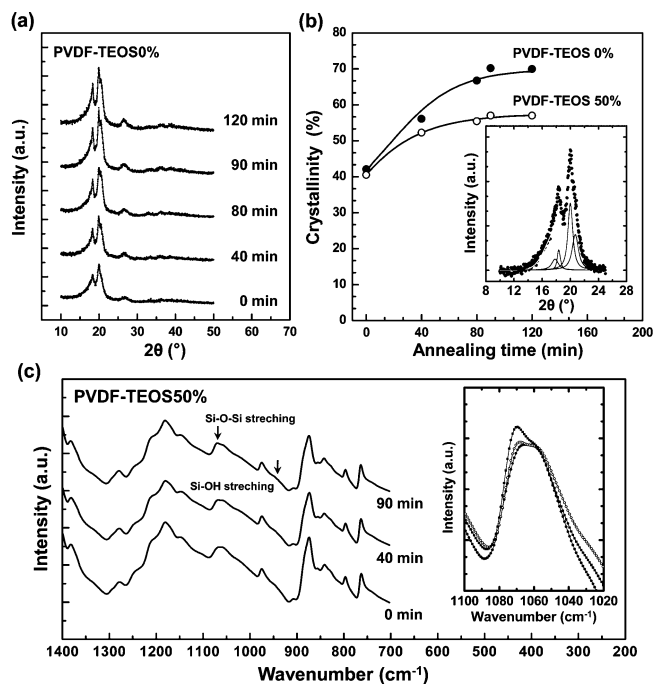 (a)
PVDF-TEOS0%
120 min
90 min
80 min
40 min
0 min
Intensity (a.u.)
10 20 30 40 50 60 70
2θ (°)
(b)
80
70
60
50
40
30
20
10
0
Crystallinity (%)
PVDF-TEOS 0%
PVDF-TEOS 50%
Intensity (a.u.)
8 12 16 20 24 28
2θ (°)
0 40 80 120 160 200
Annealing time (min)
(c)
PVDF-TEOS50%
Si-O-Si streching
Si-OH streching
90 min
40 min
0 min
Intensity (a.u.)
1400 1300 1200 1100 1000 900 800 700 600 500 400 300 200
Wavenumber (cm-1)
Intensity (a.u.)
1100 1080 1060 1040 1020
Wavenumber (cm-1)